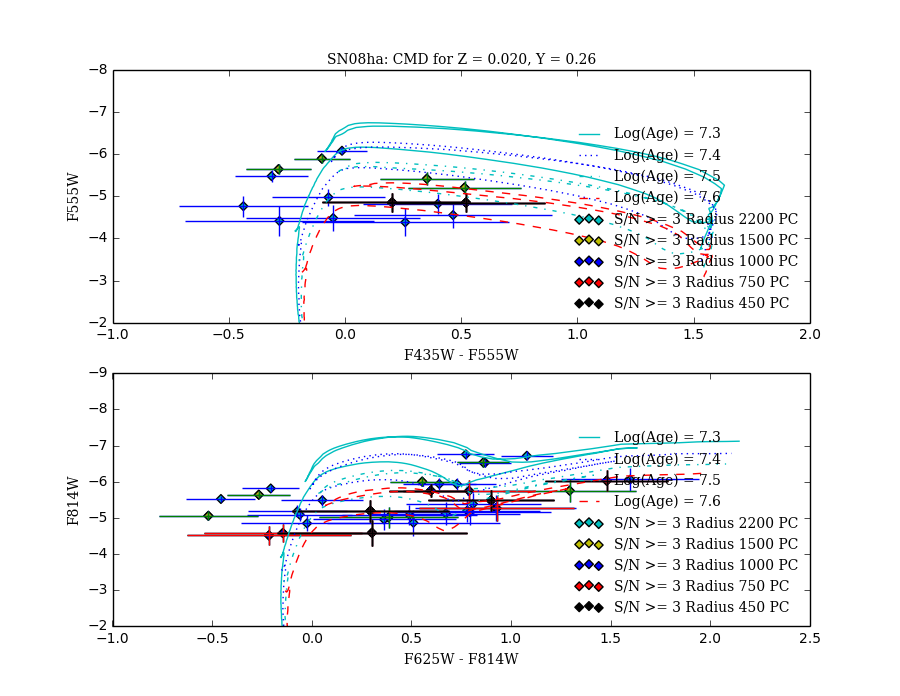 SN08ha: CMD for Z = 0.020, Y = 0.26
−8
−7
−6
−5
−4
−3
−2
F555W
Log(Age) = 7.3
Log(Age) = 7.4
Log(Age) = 7.5
Log(Age) = 7.6
S/N >= 3 Radius 2200 PC
S/N >= 3 Radius 1500 PC
S/N >= 3 Radius 1000 PC
S/N >= 3 Radius 750 PC
S/N >= 3 Radius 450 PC
−1.0 −0.5 0.0 0.5 1.0 1.5 2.0
F435W - F555W
−9
−8
−7
−6
−5
−4
−3
−2
F814W
Log(Age) = 7.3
Log(Age) = 7.4
Log(Age) = 7.5
Log(Age) = 7.6
S/N >= 3 Radius 2200 PC
S/N >= 3 Radius 1500 PC
S/N >= 3 Radius 1000 PC
S/N >= 3 Radius 750 PC
S/N >= 3 Radius 450 PC
−1.0 −0.5 0.0 0.5 1.0 1.5 2.0 2.5
F625W - F814W